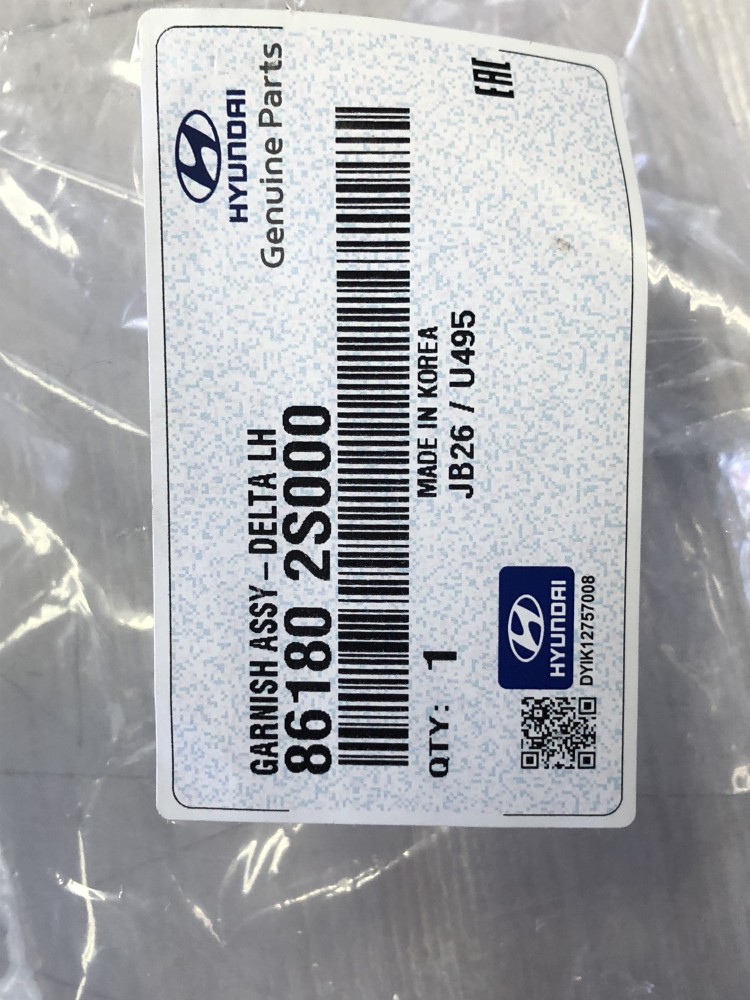 HYUNDAI
Genuine Parts
GARNISH ASSY-DELTA LH
86180 2S000
QTY: 1
MADE IN KOREA
JB26 / U495
EAC
HYUNDAI
DYIK12757008